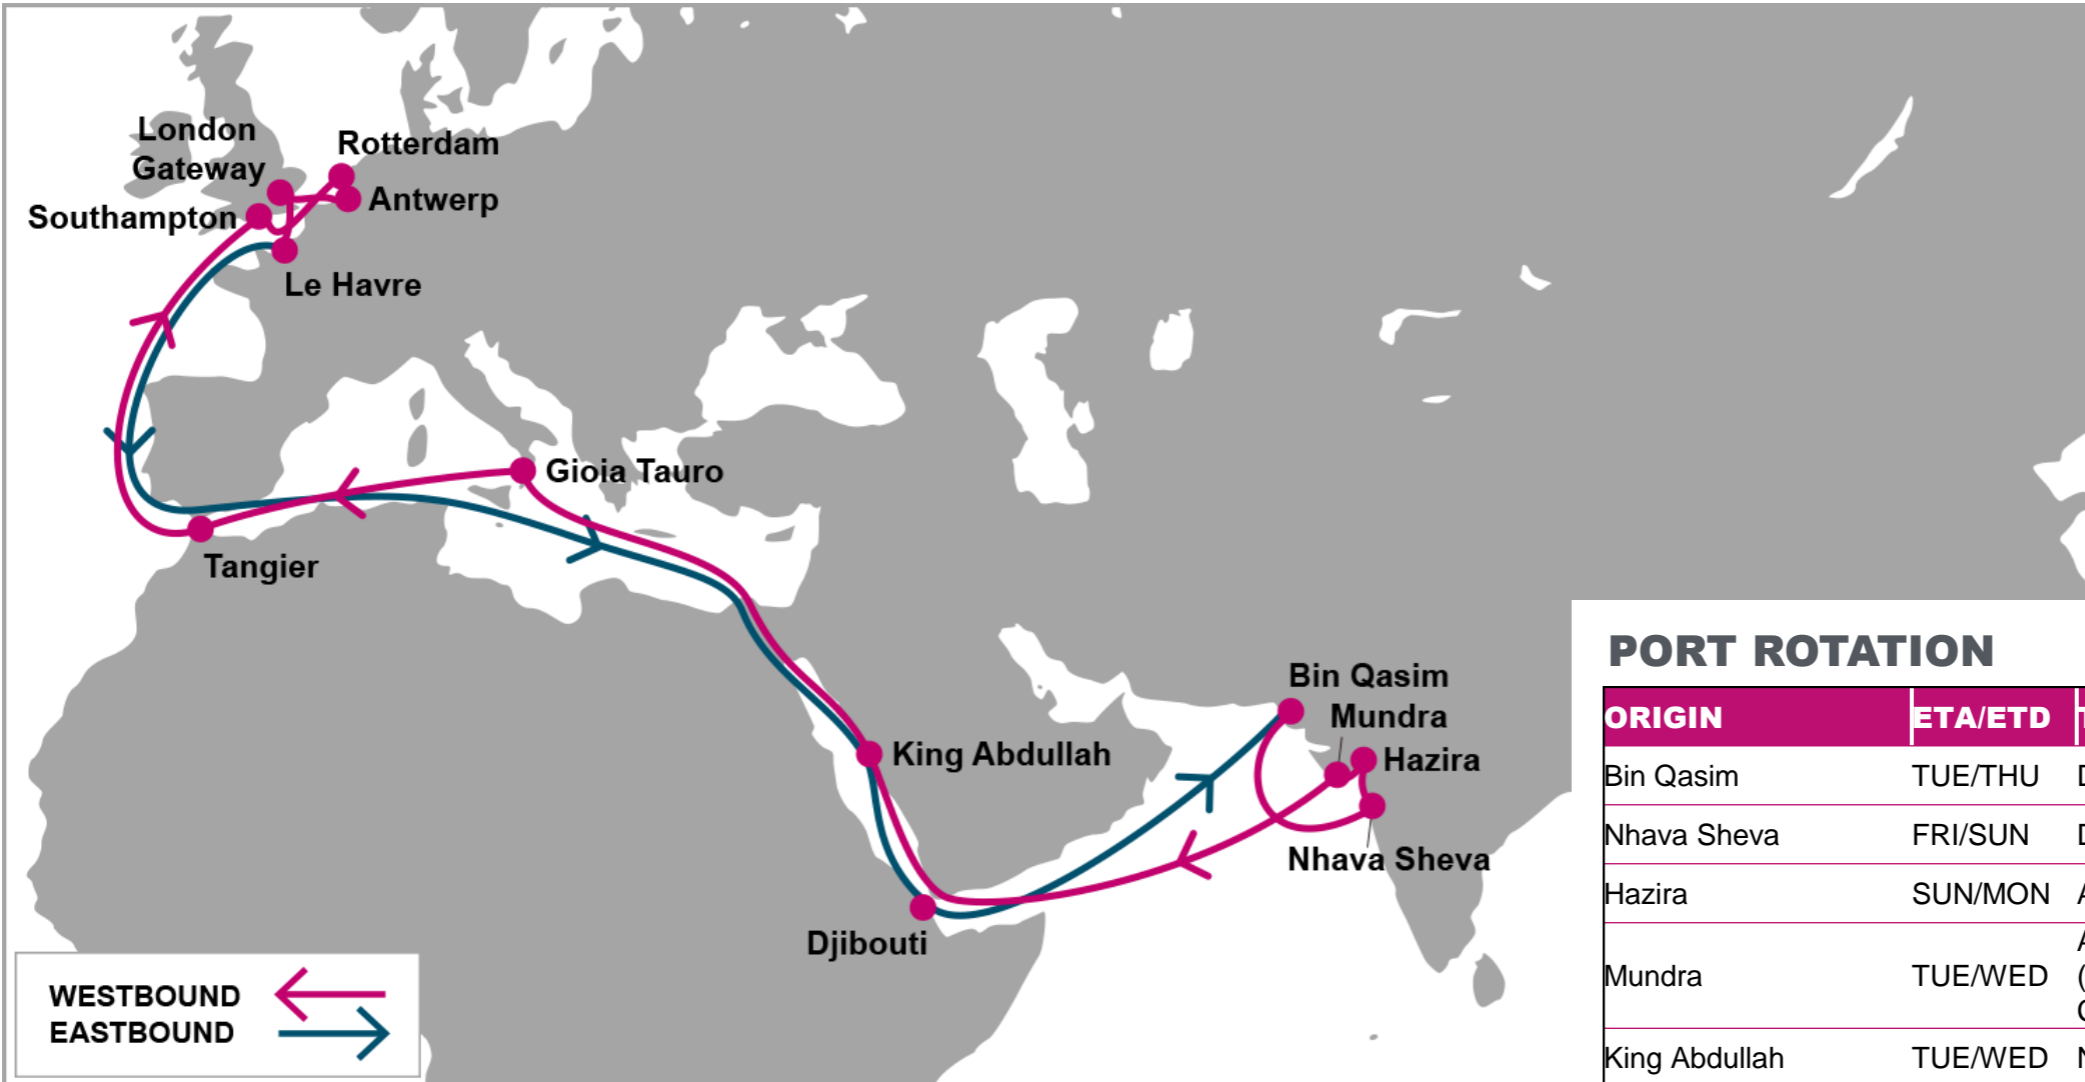 London
Gateway
Rotterdam
Antwerp
Southampton
Le Havre
Gioia Tauro
Tangier
King Abdullah
Djibouti
Bin Qasim
Mundra
Hazira
Nhava Sheva
WESTBOUND
EASTBOUND
PORT ROTATION
ORIGIN ETA/ETD
Bin Qasim TUE/THU
Nhava Sheva FRI/SUN
Hazira SUN/MON
Mundra TUE/WED
King Abdullah TUE/WED